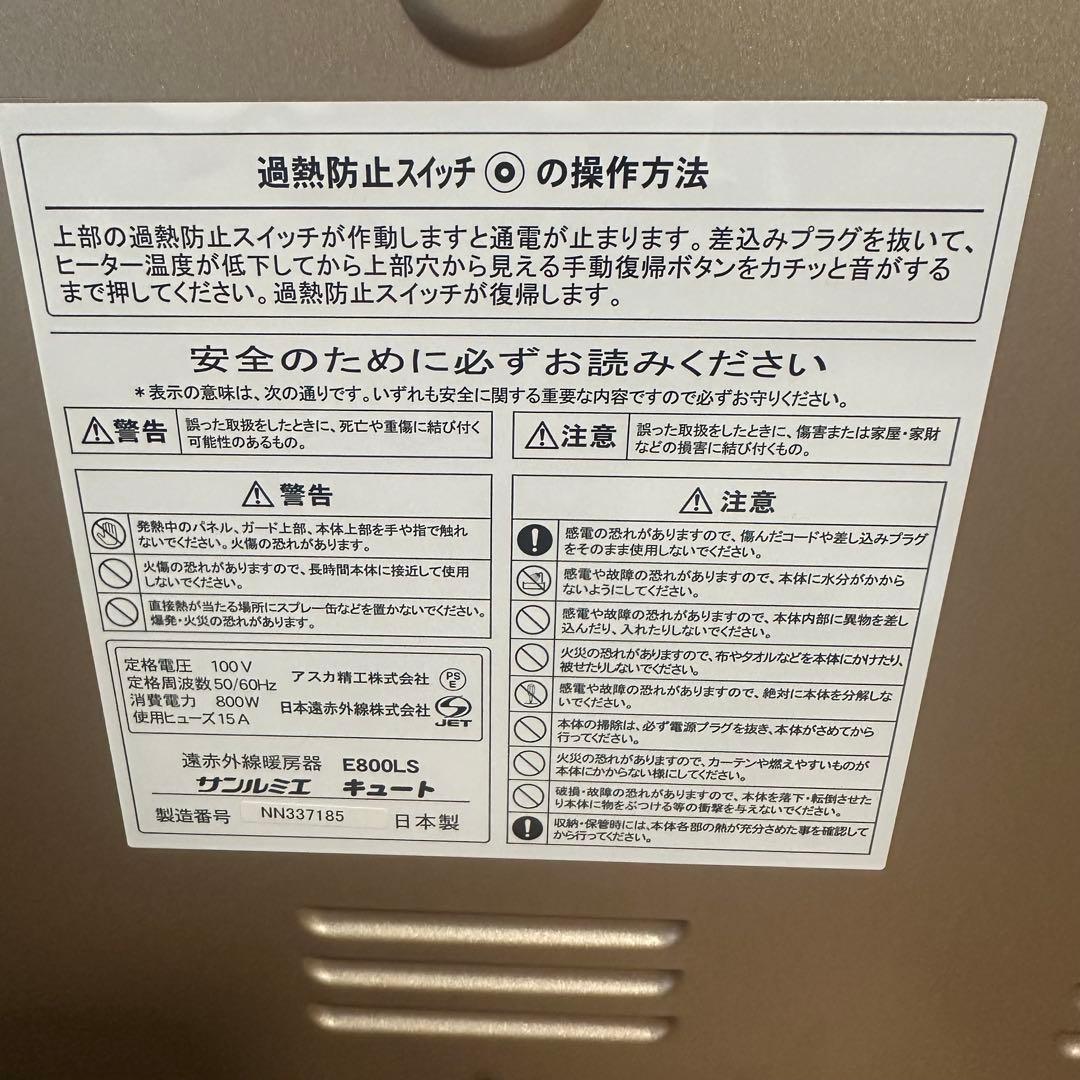 過熱防止スイッチ の操作方法
上部の過熱防止スイッチが作動しますと通電が止まります。差込みプラグを抜いて、
ヒーター温度が低下してから上部穴から見える手動復帰ボタンをカチッと音がする
まで押してください。過熱防止スイッチが復帰します。
安全のために必ずお読みください
*表示の意味は、次の通りです。いずれも安全に関する重要な内容ですので必ずお守りください。
警告
誤った取扱をしたときに、死亡や重傷に結び付く
可能性のあるもの。
注意
誤った取扱をしたときに、傷害または家屋・家財
などの損害に結び付くもの。
警告
発熱中のパネル、ガード上部、本体上部を手や指で触れ
ないでください。火傷の恐れがあります。
火傷の恐れがありますので、長時間本体に接近して使用
しないでください。
直接熱が当たる場所にスプレー缶などを置かないでください。
爆発・火災の恐れがあります。
注意
感電の恐れがありますので、傷んだコードや差し込みプラグ
をそのまま使用しないでください。
感電や故障の恐れがありますので、本体に水分がかから
ないようにしてください。
感電や故障の恐れがありますので、本体内部に異物を差し
込んだり、入れたりしないでください。
火災の恐れがありますので、布やタオルなどを本体にかけたり、
被せたりしないでください。
感電や故障の恐れがありますので、絶対に本体を分解しな
いでください。
本体の掃除は、必ず電源プラグを抜き、本体がさめてから
行ってください。
火災の恐れがありますので、カーテンや燃えやすいものが
本体にかからない様にしてください。
破損・故障の恐れがありますので、本体を落下・転倒させた
り本体に物をぶつける等の衝撃を与えないでください。
収納・保管時には、本体各部の熱が充分さめた事を確認して
から行ってください。
定格電圧 100V
定格周波数 50/60Hz
消費電力 800W
使用ヒューズ15A
アスカ精工株式会社
PS
E
日本遠赤外線株式会社
JET
遠赤外線暖房器 E800LS
サンルミエ キュート
製造番号 NN337185 日本製